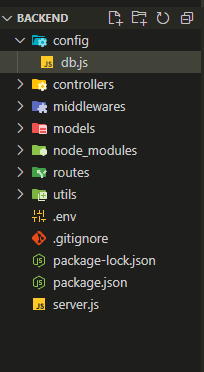 BACKEND
config
db.js
controllers
middlewares
models
node_modules
routes
utils
.env
.gitignore
package-lock.json
package.json
server.js